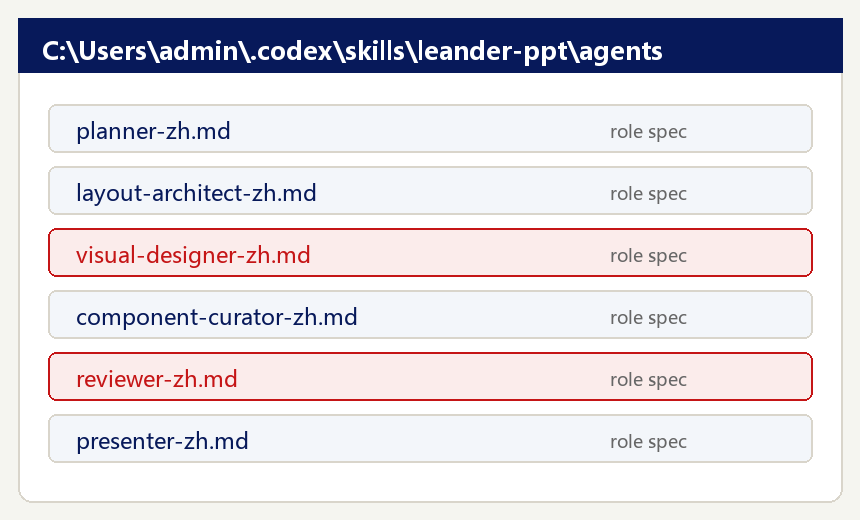 C:\Users\admin\.codex\skills\leander-ppt\agents
planner-zh.md role spec
layout-architect-zh.md role spec
visual-designer-zh.md role spec
component-curator-zh.md role spec
reviewer-zh.md role spec
presenter-zh.md role spec